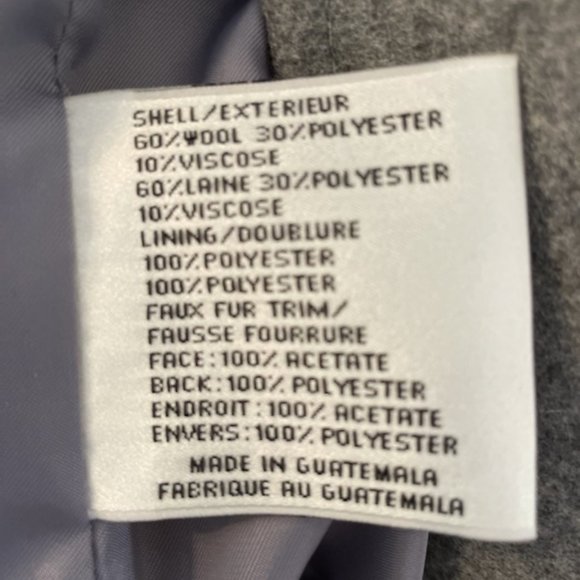 SHELL/EXTERIEUR
60%WOOL 30%POLYESTER
10%VISCOSE
60%LAINE 30%POLYESTER
10%VISCOSE
LINING/DOUBLURE
100%POLYESTER
100%POLYESTER
FAUX FUR TRIM/
FAUSSE FOURRURE
FACE:100% ACETATE
BACK:100% POLYESTER
ENDROIT:100% ACETATE
ENVERS:100% POLYESTER
MADE IN GUATEMALA
FABRIQUE AU GUATEMALA